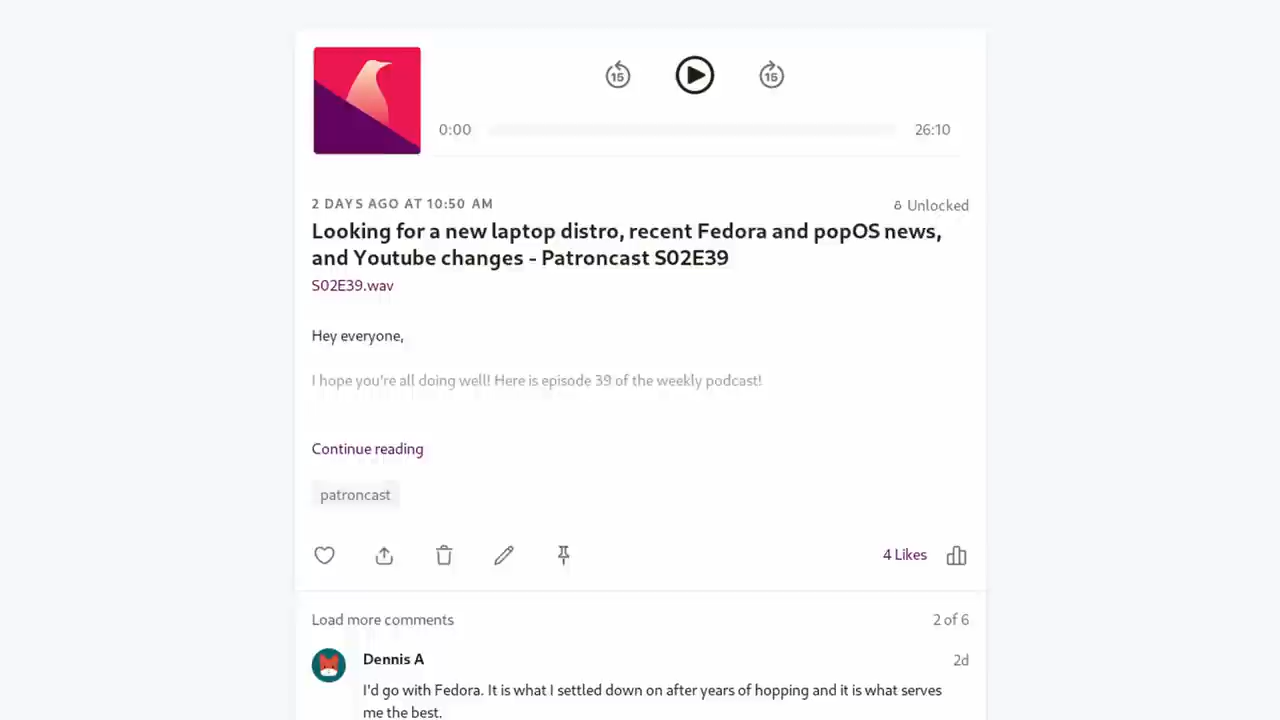 15
15
0:00
26:10
2 DAYS AGO AT 10:50 AM
Unlocked
Looking for a new laptop distro, recent Fedora and popOS news,
and Youtube changes - Patroncast S02E39
S02E39.wav
Hey everyone,
I hope you're all doing well! Here is episode 39 of the weekly podcast!
Continue reading
patroncast
4 Likes
Load more comments
2 of 6
Dennis A
2d
I'd go with Fedora. It is what I settled down on after years of hopping and it is what serves
me the best.